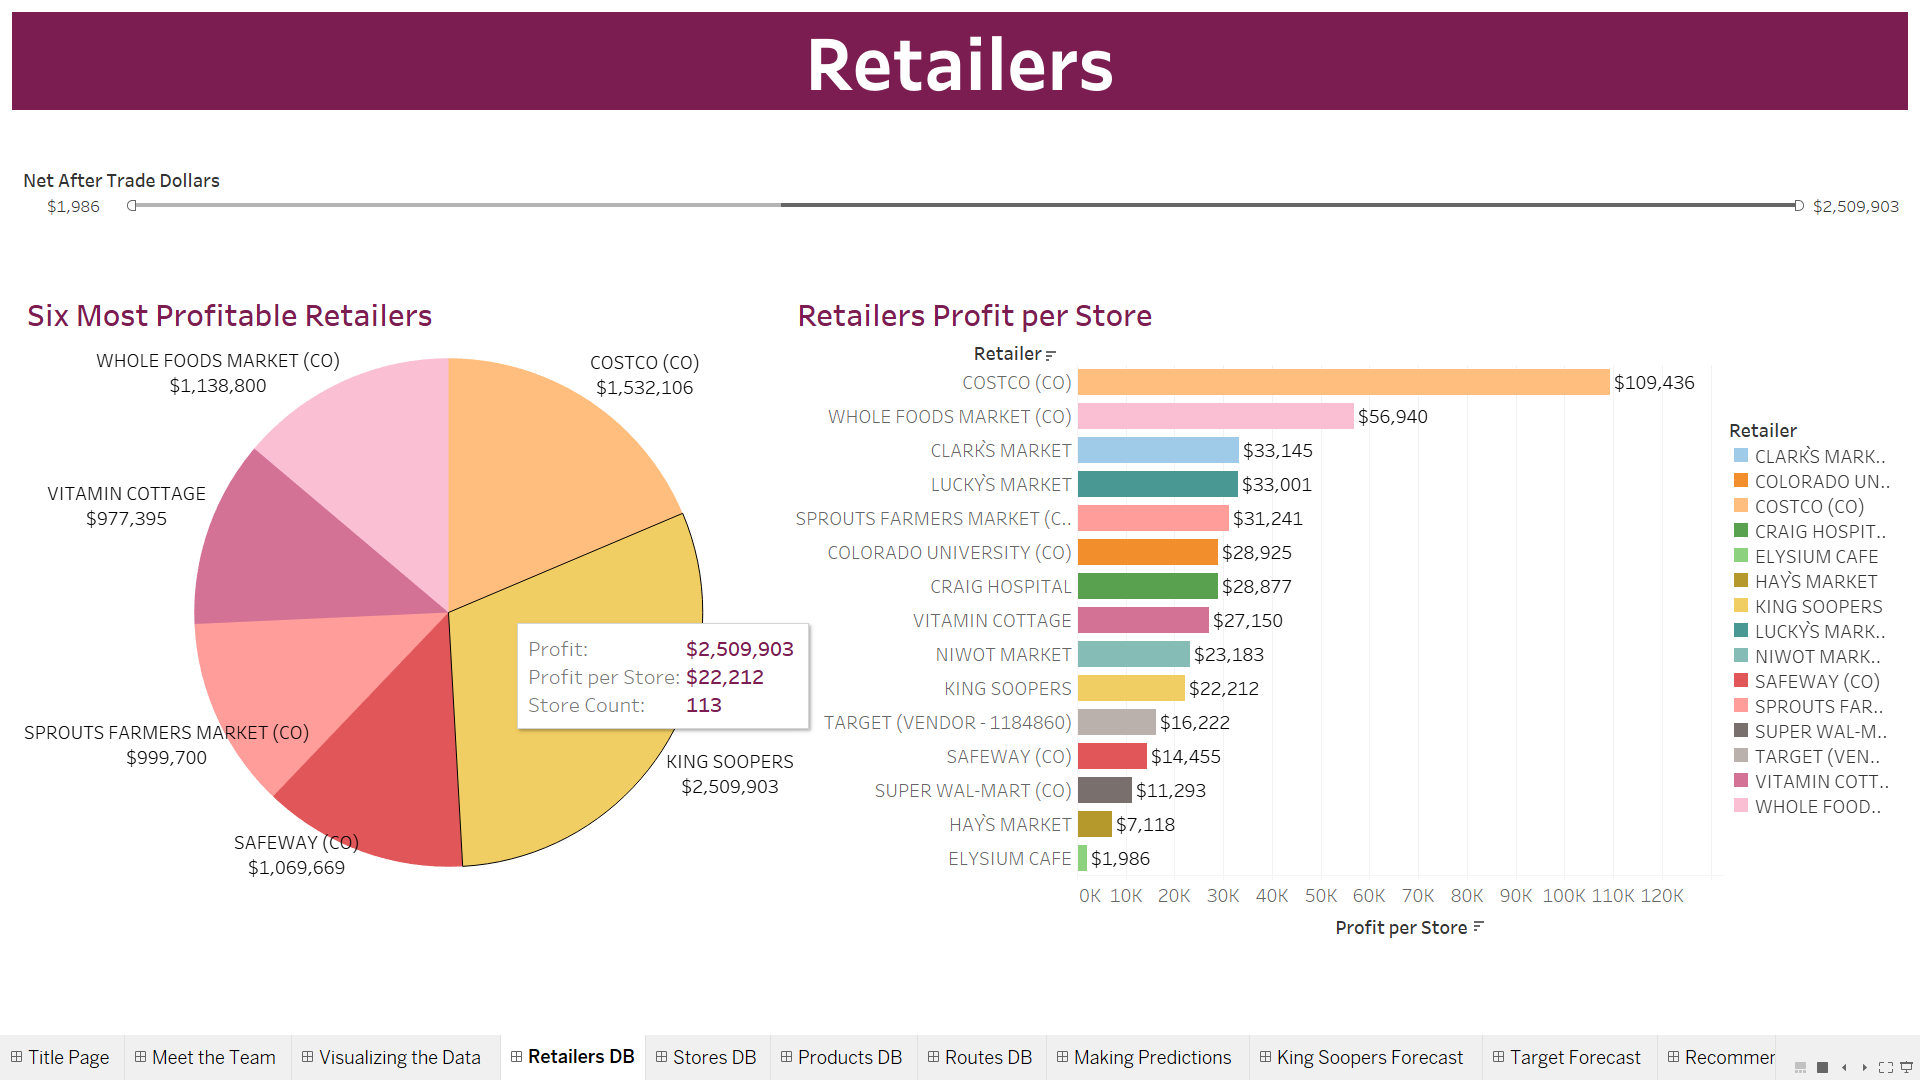 Retailers
Net After Trade Dollars
$1,986
$2,509,903
Six Most Profitable Retailers
WHOLE FOODS MARKET (CO)
$1,138,800
COSTCO (CO)
$1,532,106
VITAMIN COTTAGE
$977,395
Profit: $2,509,903
Profit per Store: $22,212
Store Count: 113
SPROUTS FARMERS MARKET (CO)
$999,700
KING SOOPERS
$2,509,903
SAFEWAY (CO)
$1,069,669
Retailers Profit per Store
Retailer
COSTCO (CO) $109,436
WHOLE FOODS MARKET (CO) $56,940
CLARK`S MARKET $33,145
LUCKY`S MARKET $33,001
SPROUTS FARMERS MARKET (C.. $31,241
COLORADO UNIVERSITY (CO) $28,925
CRAIG HOSPITAL $28,877
VITAMIN COTTAGE $27,150
NIWOT MARKET $23,183
KING SOOPERS $22,212
TARGET (VENDOR - 1184860) $16,222
SAFEWAY (CO) $14,455
SUPER WAL-MART (CO) $11,293
HAY`S MARKET $7,118
ELYSIUM CAFE $1,986
0K 10K 20K 30K 40K 50K 60K 70K 80K 90K 100K 110K 120K
Profit per Store
Retailer
CLARK`S MARK..
COLORADO UN..
COSTCO (CO)
CRAIG HOSPIT..
ELYSIUM CAFE
HAY`S MARKET
KING SOOPERS
LUCKY`S MARK..
NIWOT MARK..
SAFEWAY (CO)
SPROUTS FAR..
SUPER WAL-M..
TARGET (VEN..
VITAMIN COTT..
WHOLE FOOD..
Title Page Meet the Team Visualizing the Data Retailers DB Stores DB Products DB Routes DB Making Predictions King Soopers Forecast Target Forecast Recommer